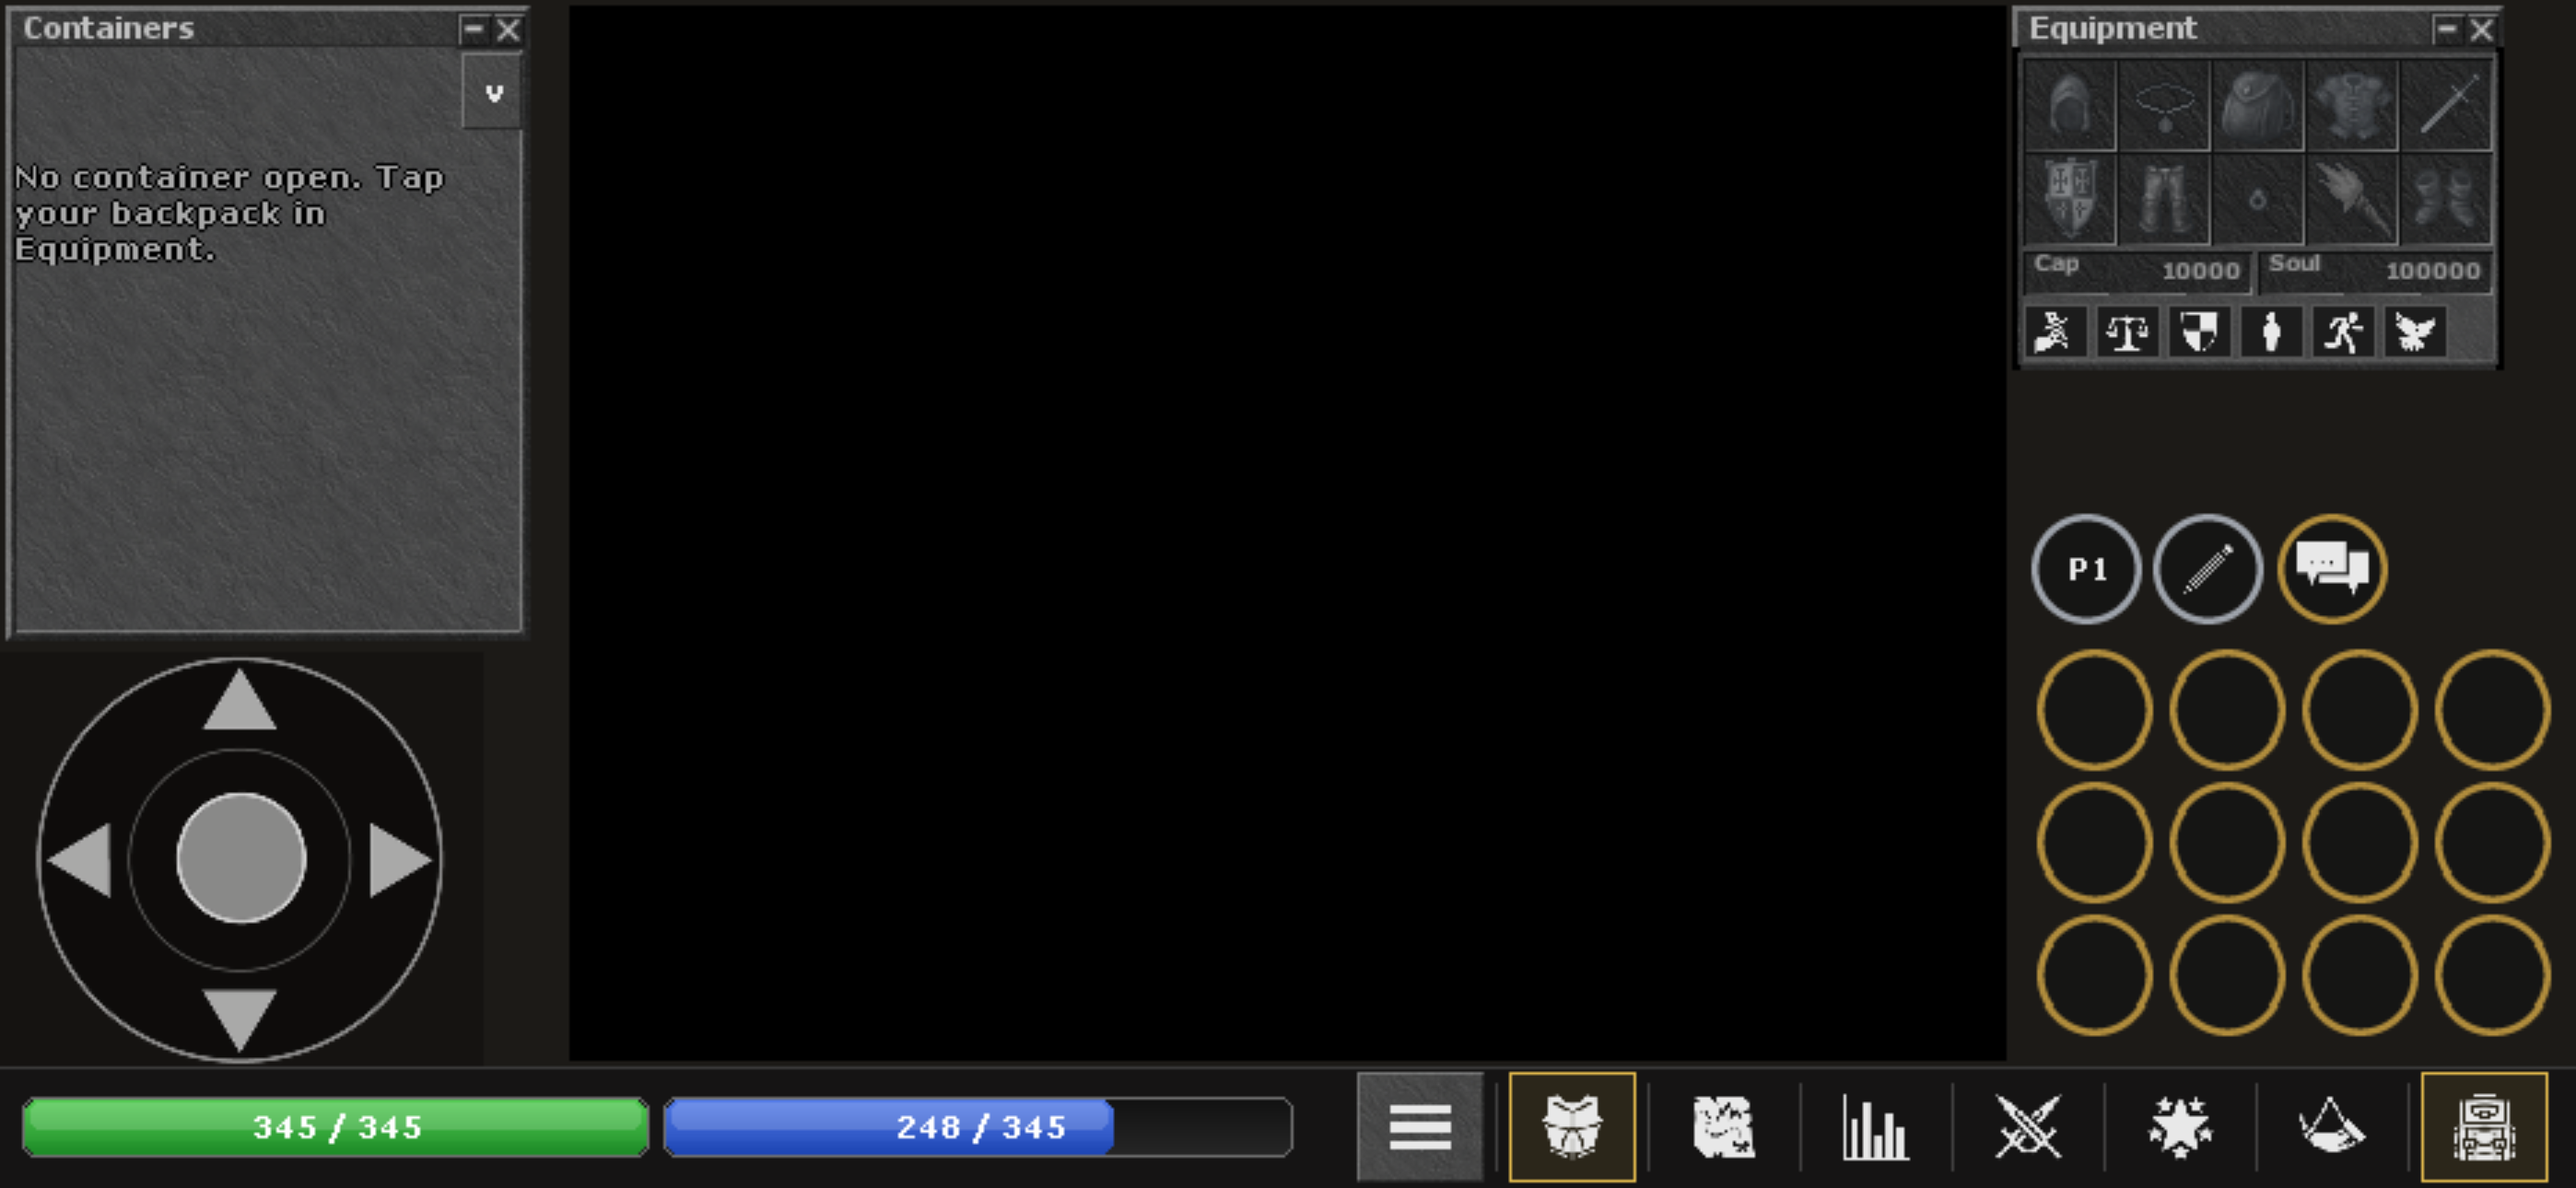 Containers
v
No container open. Tap
your backpack in
Equipment.
Equipment
Cap 10000 Soul 100000
P1
345 / 345
248 / 345